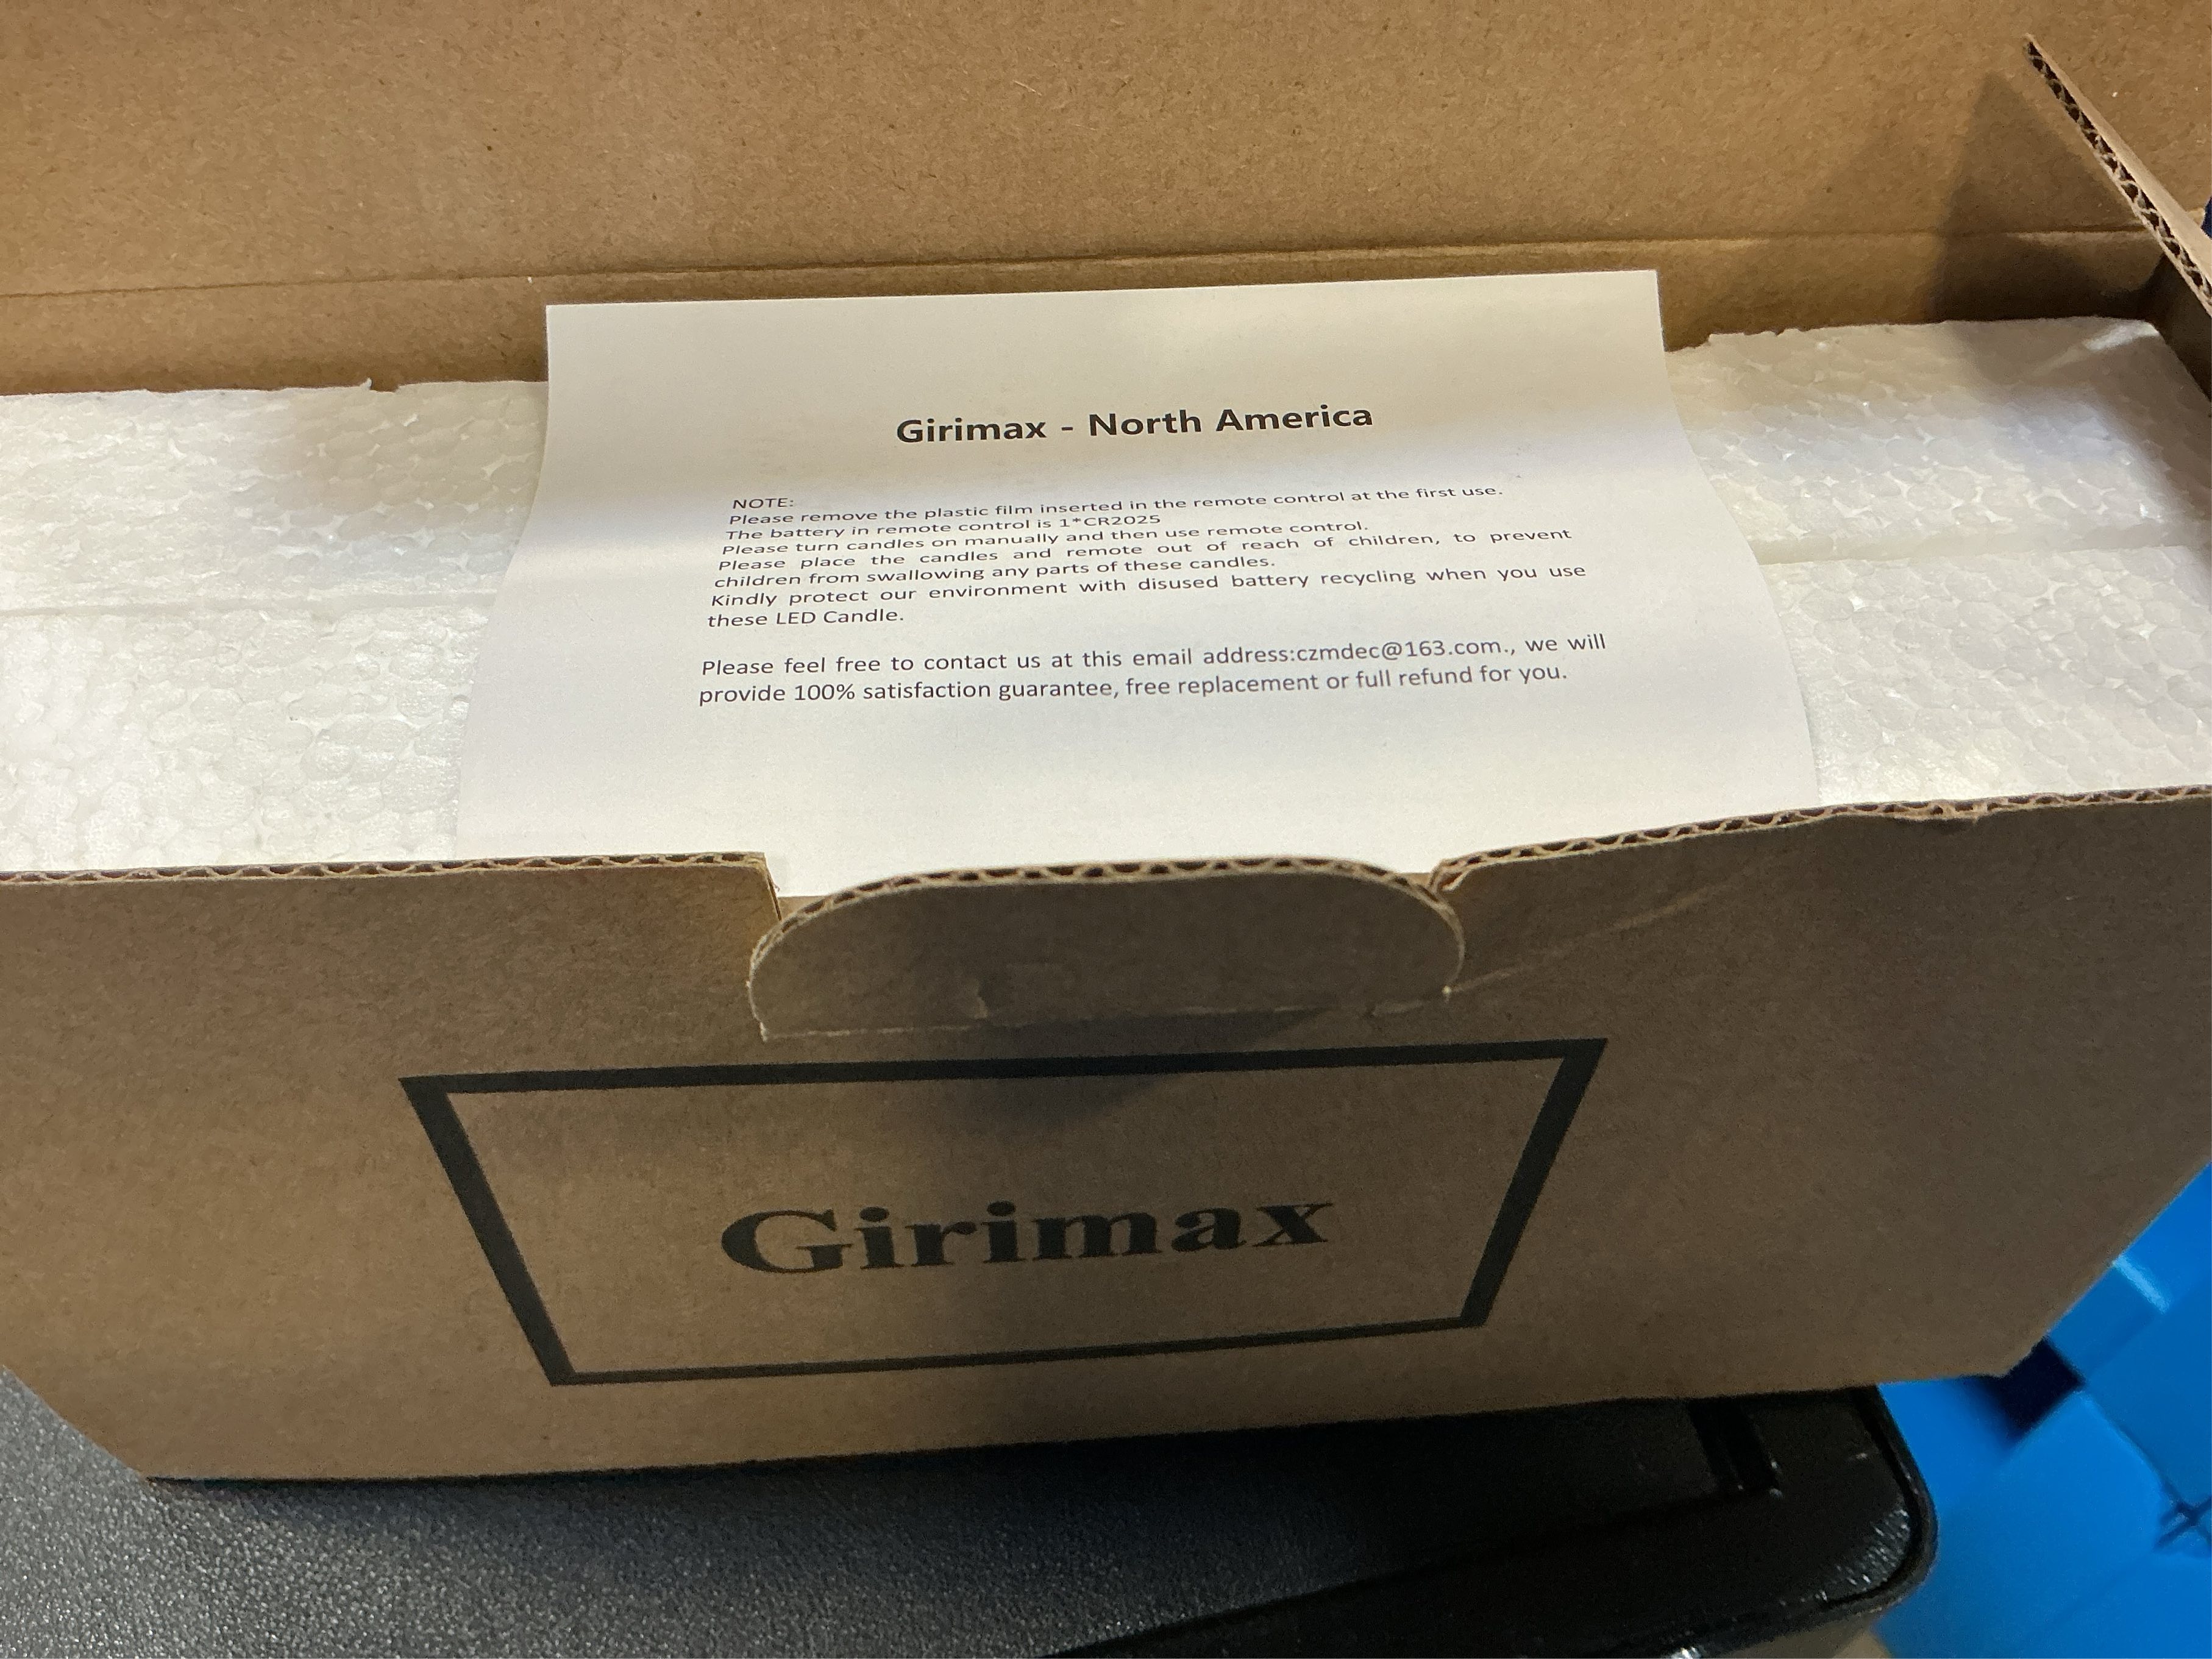 Girimax - North America
NOTE:
Please remove the plastic film inserted in the remote control at the first use.
The battery in remote control is 1*CR2025
Please turn candles on manually and then use remote control.
Please place the candles and remote out of reach of children, to prevent
children from swallowing any parts of these candles.
Kindly protect our environment with disused battery recycling when you use
these LED Candle.
Please feel free to contact us at this email address:czmdec@163.com., we will
provide 100% satisfaction guarantee, free replacement or full refund for you.
Girimax